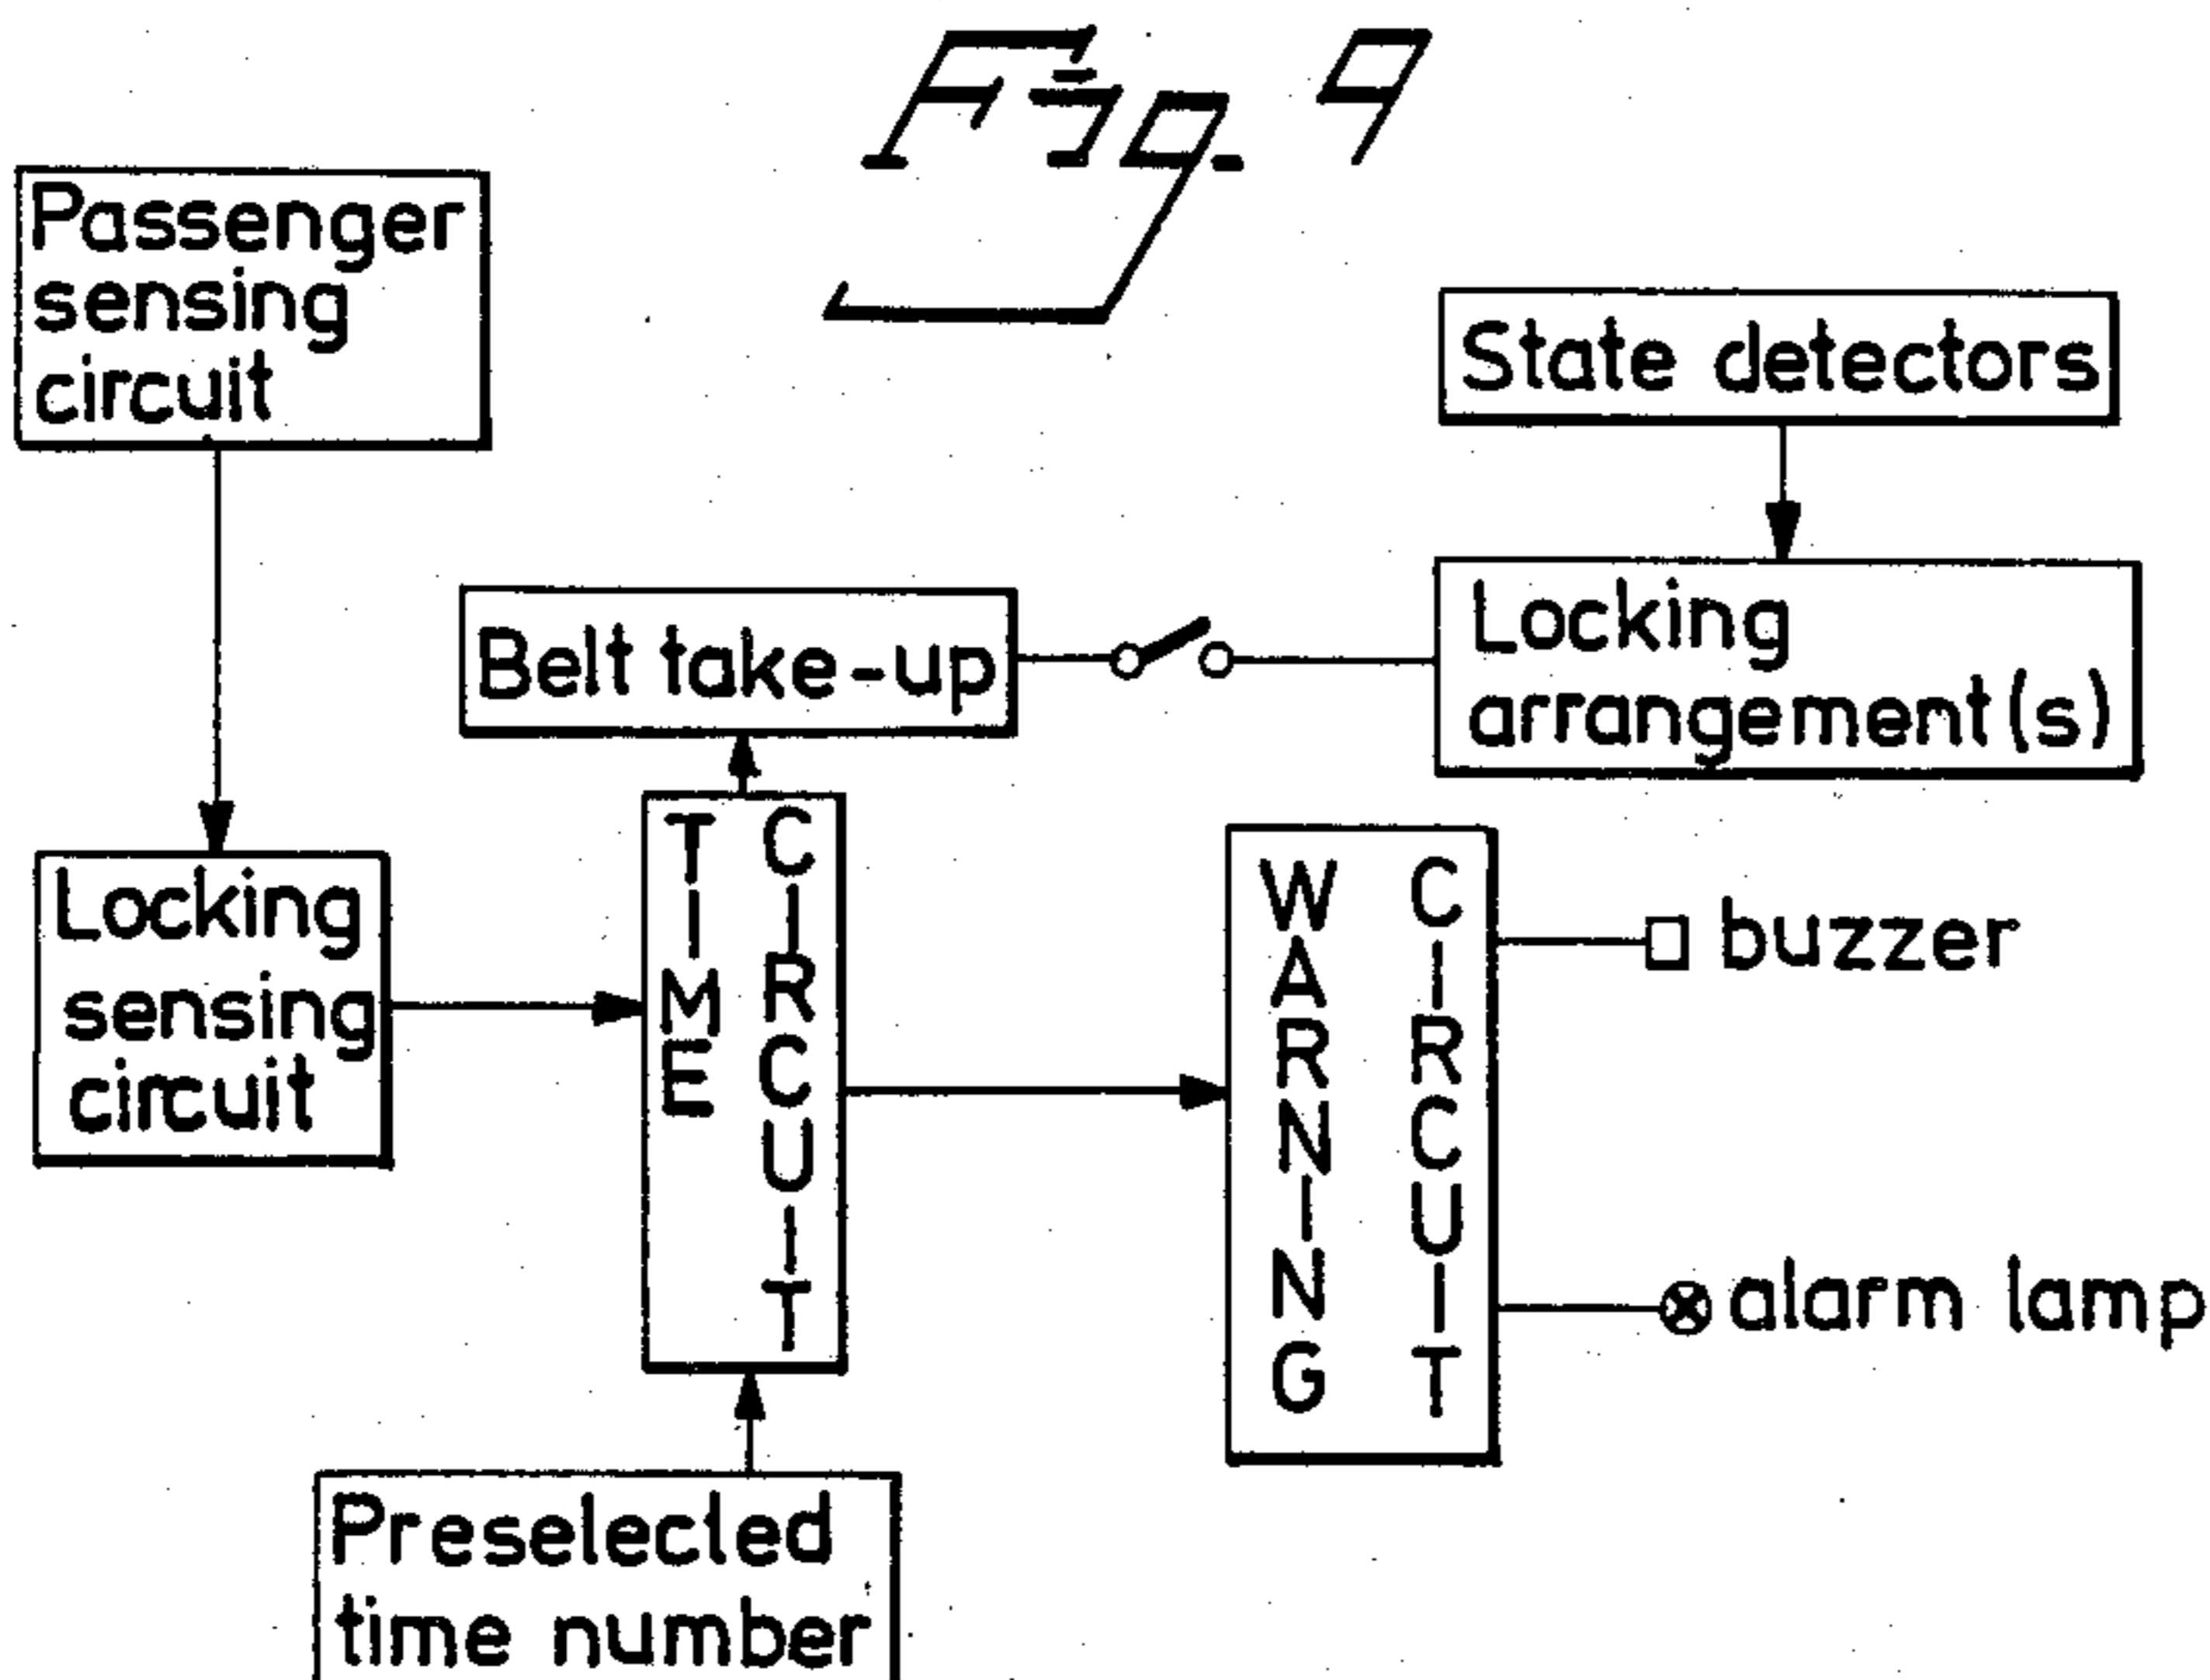 Fig. 9
Passenger
sensing
circuit
State detectors
Belt take-up
Locking
arrangement(s)
Locking
sensing
circuit
TIME CIRCUIT
WARNING CIRCUIT
buzzer
alarm lamp
Preselected
time number